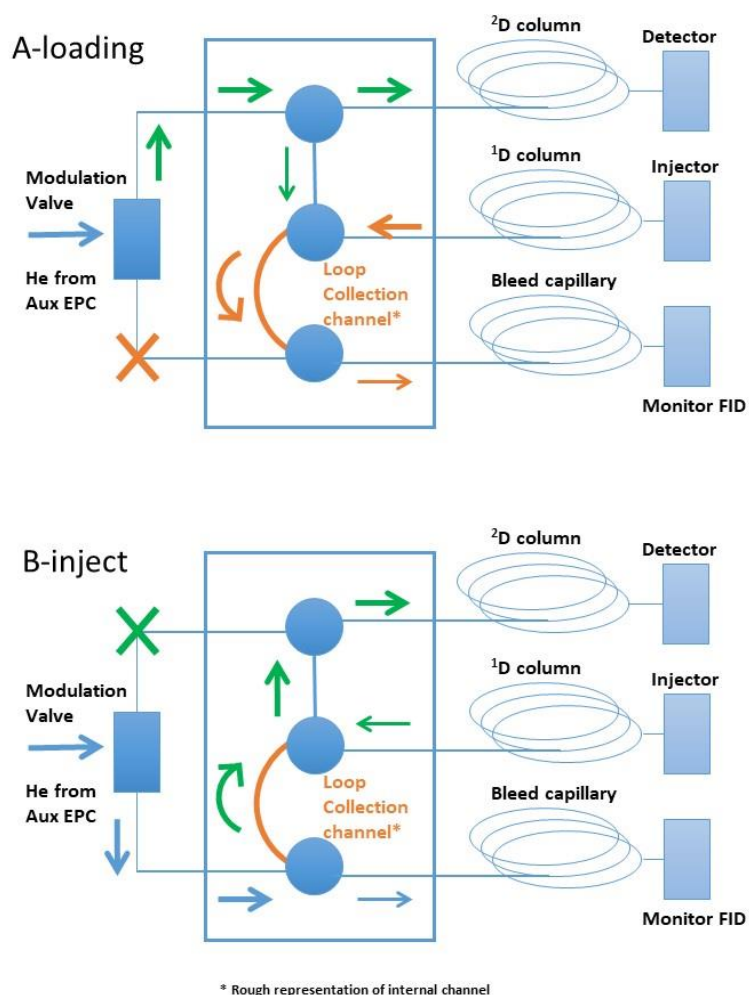 A-loading
²D column
Detector
Modulation
Valve
¹D column
Injector
He from
Aux EPC
Loop
Collection
channel*
Bleed capillary
Monitor FID
B-inject
²D column
Detector
Modulation
Valve
¹D column
Injector
He from
Aux EPC
Loop
Collection
channel*
Bleed capillary
Monitor FID
* Rough representation of internal channel